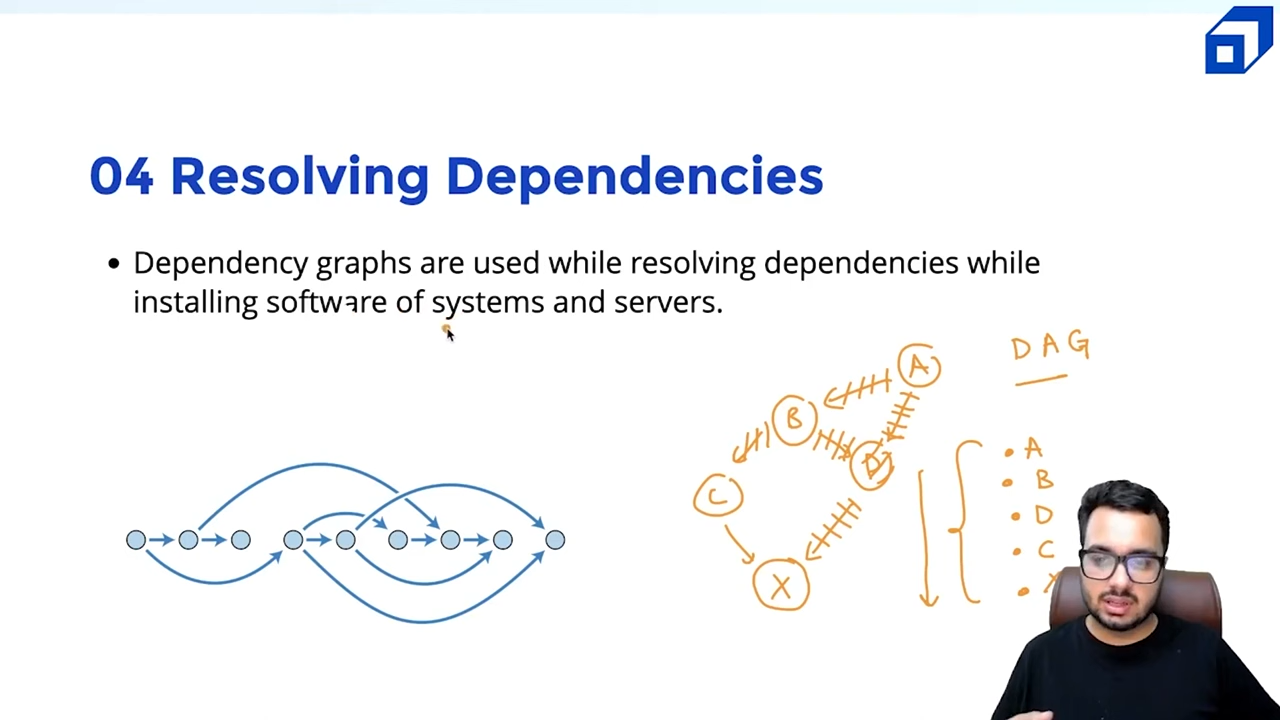 04 Resolving Dependencies
• Dependency graphs are used while resolving dependencies while
installing software of systems and servers.
DAG
A
B
D
C
X
• A
• B
• D
• C